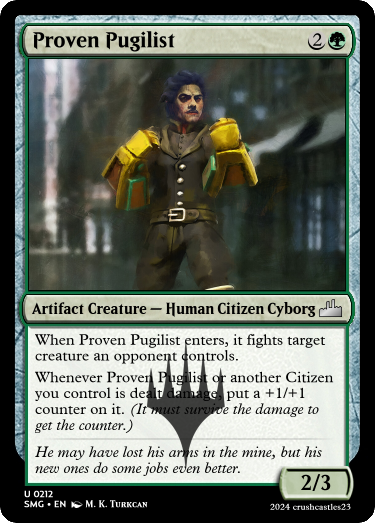 Proven Pugilist 2
Artifact Creature — Human Citizen Cyborg
When Proven Pugilist enters, it fights target
creature an opponent controls.
Whenever Proven Pugilist or another Citizen
you control is dealt damage, put a +1/+1
counter on it. (It must survive the damage to
get the counter.)
He may have lost his arms in the mine, but his
new ones do some jobs even better.
2/3
U 0212
SMG • EN M. K. TURKCAN
2024 crushcastles23